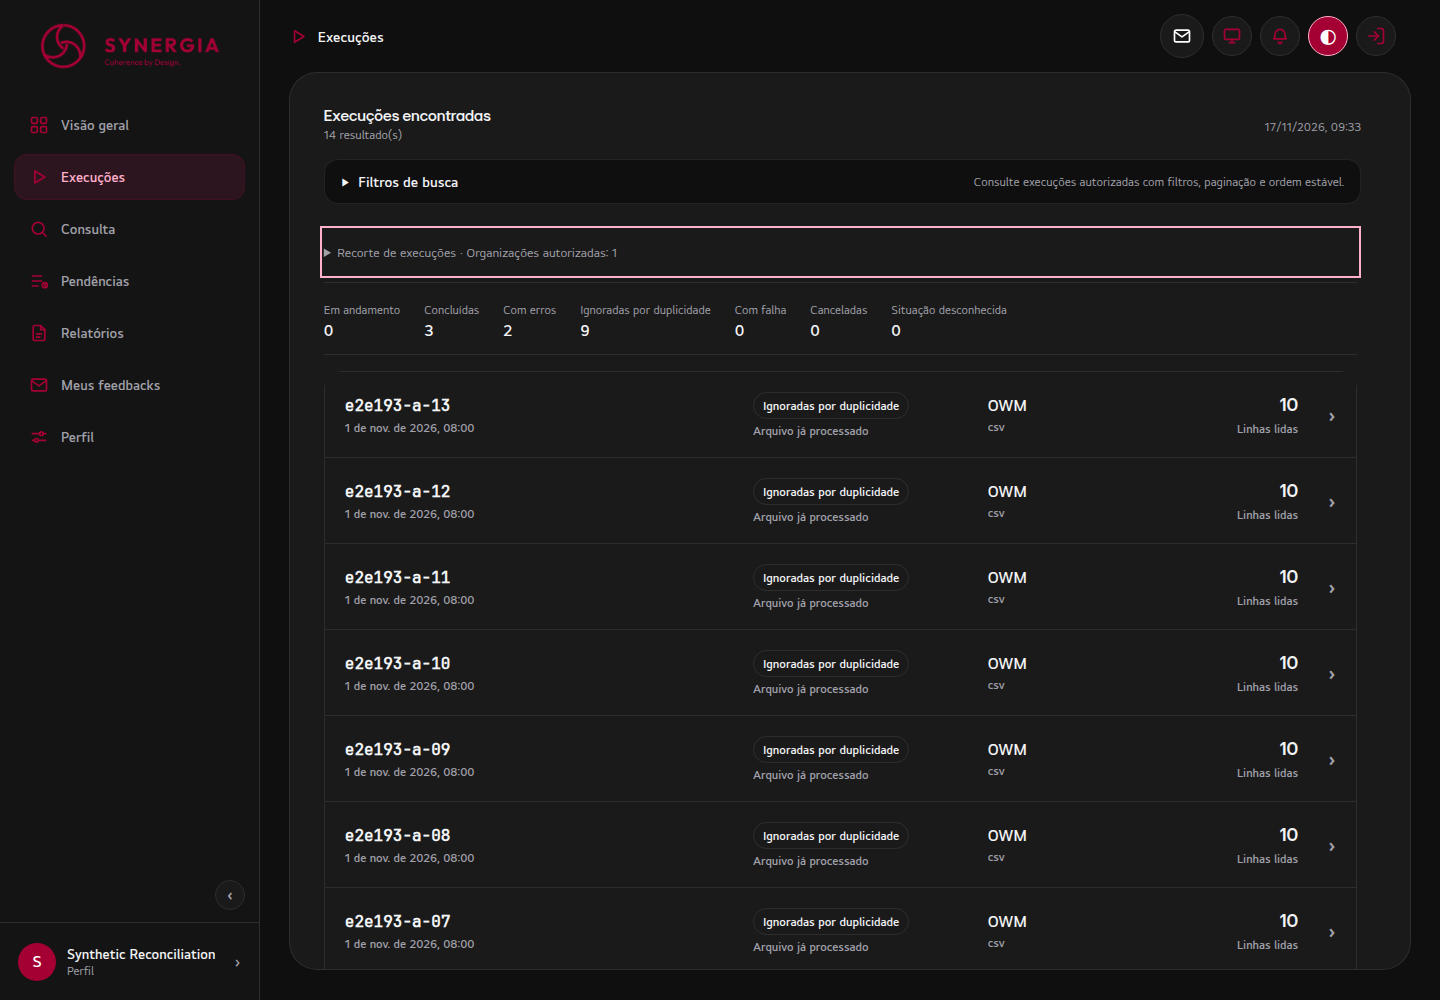 SYNERGIA
Coherence by Design.
Visão geral
Execuções
Consulta
Pendências
Relatórios
Meus feedbacks
Perfil
S
Synthetic Reconciliation
Perfil
Execuções
Execuções encontradas
14 resultado(s)
17/11/2026, 09:33
Filtros de busca
Consulte execuções autorizadas com filtros, paginação e ordem estável.
Recorte de execuções · Organizações autorizadas: 1
Em andamento
0
Concluídas
3
Com erros
2
Ignoradas por duplicidade
9
Com falha
0
Canceladas
0
Situação desconhecida
0
e2e193-a-13
1 de nov. de 2026, 08:00
Ignoradas por duplicidade
Arquivo já processado
OWM
csv
10
Linhas lidas
e2e193-a-12
1 de nov. de 2026, 08:00
Ignoradas por duplicidade
Arquivo já processado
OWM
csv
10
Linhas lidas
e2e193-a-11
1 de nov. de 2026, 08:00
Ignoradas por duplicidade
Arquivo já processado
OWM
csv
10
Linhas lidas
e2e193-a-10
1 de nov. de 2026, 08:00
Ignoradas por duplicidade
Arquivo já processado
OWM
csv
10
Linhas lidas
e2e193-a-09
1 de nov. de 2026, 08:00
Ignoradas por duplicidade
Arquivo já processado
OWM
csv
10
Linhas lidas
e2e193-a-08
1 de nov. de 2026, 08:00
Ignoradas por duplicidade
Arquivo já processado
OWM
csv
10
Linhas lidas
e2e193-a-07
1 de nov. de 2026, 08:00
Ignoradas por duplicidade
Arquivo já processado
OWM
csv
10
Linhas lidas